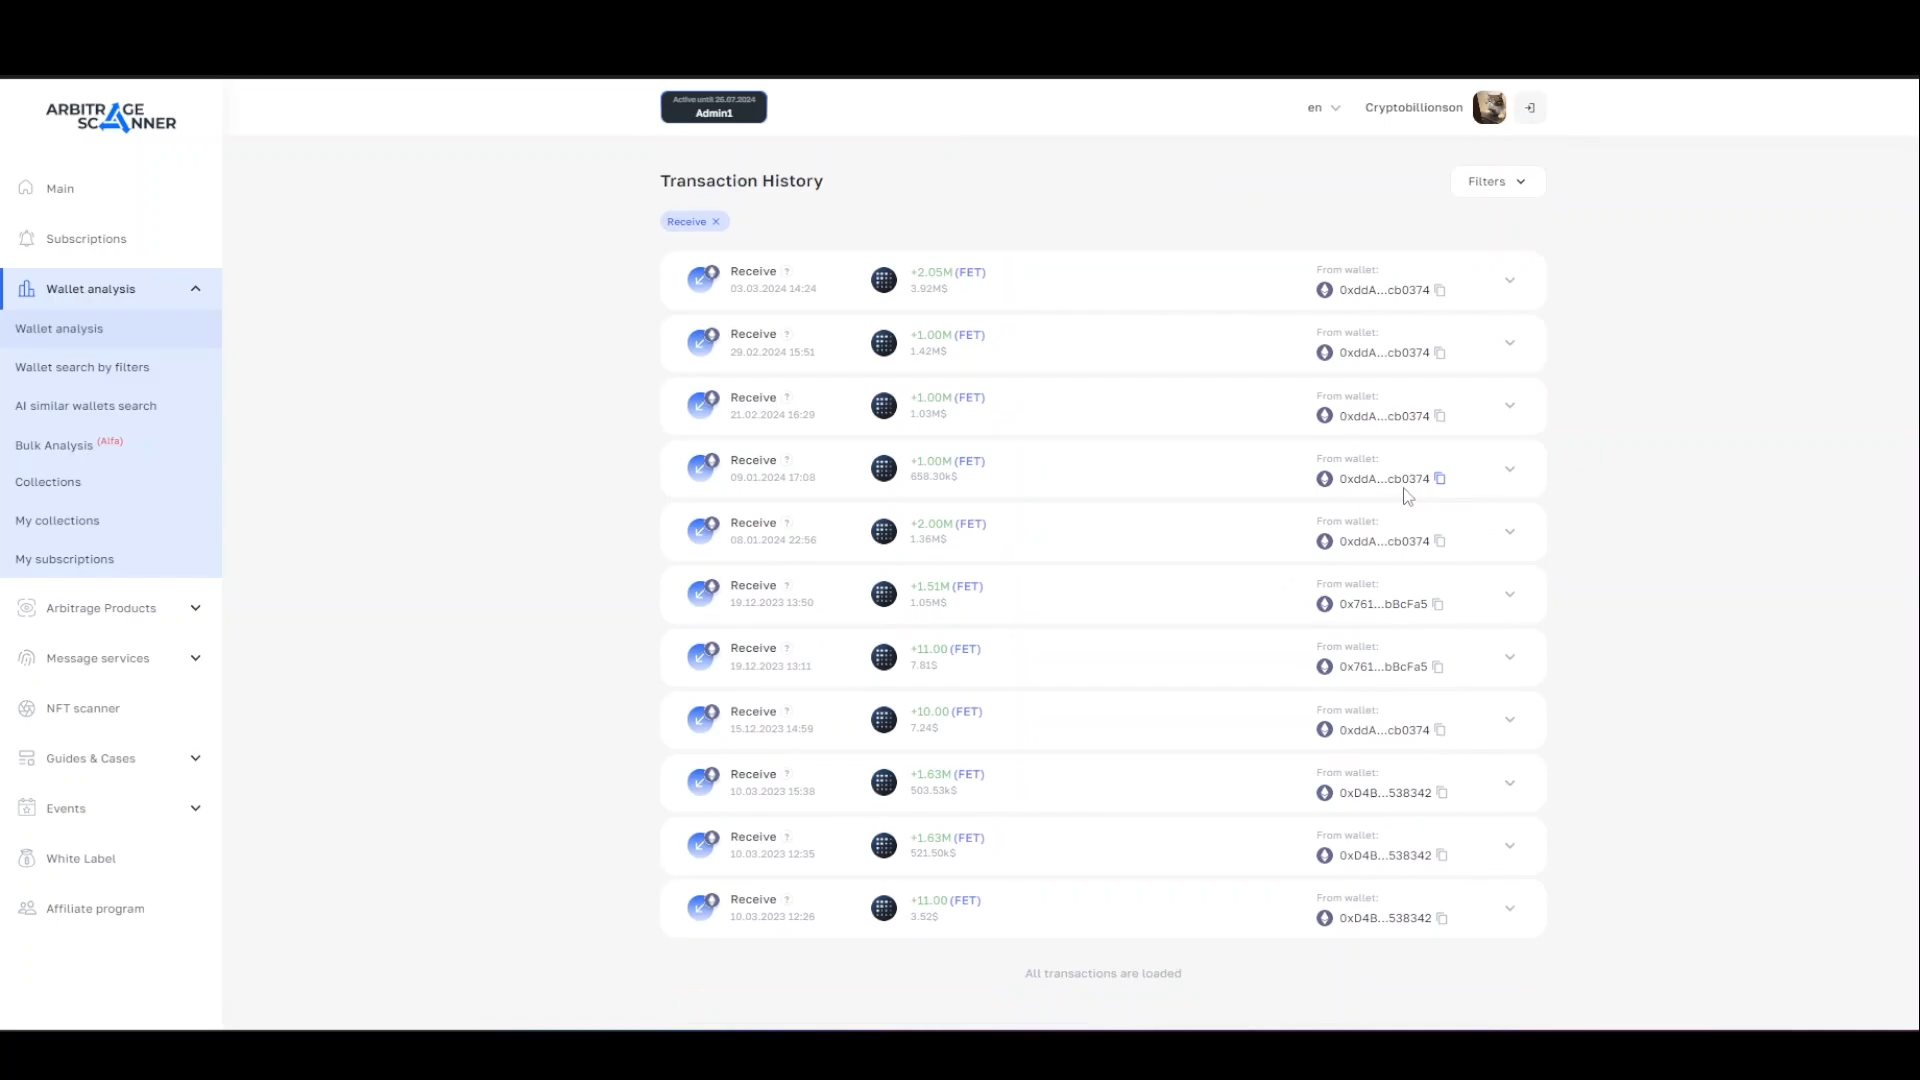 ARBITRAGE
SCANNER
Active until 26.07.2024
Admin1
en
Cryptobillionson
Main
Subscriptions
Wallet analysis
Wallet analysis
Wallet search by filters
AI similar wallets search
Bulk Analysis (Alfa)
Collections
My collections
My subscriptions
Arbitrage Products
Message services
NFT scanner
Guides & Cases
Events
White Label
Affiliate program
Transaction History
Filters
Receive ×
Receive ?
03.03.2024 14:24
+2.05M (FET)
3.92M$
From wallet:
0xddA...cb0374
Receive ?
29.02.2024 15:51
+1.00M (FET)
1.42M$
From wallet:
0xddA...cb0374
Receive ?
21.02.2024 16:29
+1.00M (FET)
1.03M$
From wallet:
0xddA...cb0374
Receive ?
09.01.2024 17:08
+1.00M (FET)
658.30k$
From wallet:
0xddA...cb0374
Receive ?
08.01.2024 22:56
+2.00M (FET)
1.36M$
From wallet:
0xddA...cb0374
Receive ?
19.12.2023 13:50
+1.51M (FET)
1.05M$
From wallet:
0x761...bBcFa5
Receive ?
19.12.2023 13:11
+11.00 (FET)
7.81$
From wallet:
0x761...bBcFa5
Receive ?
15.12.2023 14:59
+10.00 (FET)
7.24$
From wallet:
0xddA...cb0374
Receive ?
10.03.2023 15:38
+1.63M (FET)
503.53k$
From wallet:
0xD4B...538342
Receive ?
10.03.2023 12:35
+1.63M (FET)
521.50k$
From wallet:
0xD4B...538342
Receive ?
10.03.2023 12:26
+11.00 (FET)
3.52$
From wallet:
0xD4B...538342
All transactions are loaded